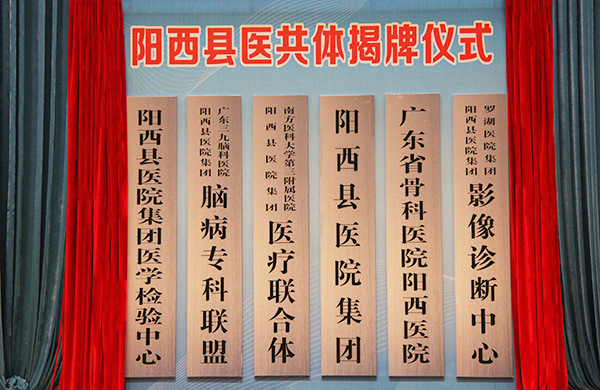 阳西县医共体揭牌仪式
阳西县医院集团医学检验中心
广东三九脑科医院
阳西县医院集团
脑病专科联盟
南方医科大学第三附属医院
阳西县医院集团
医疗联合体
阳西县医院集团
广东省骨科医院阳西医院
罗湖医院集团
阳西县医院集团
影像诊断中心